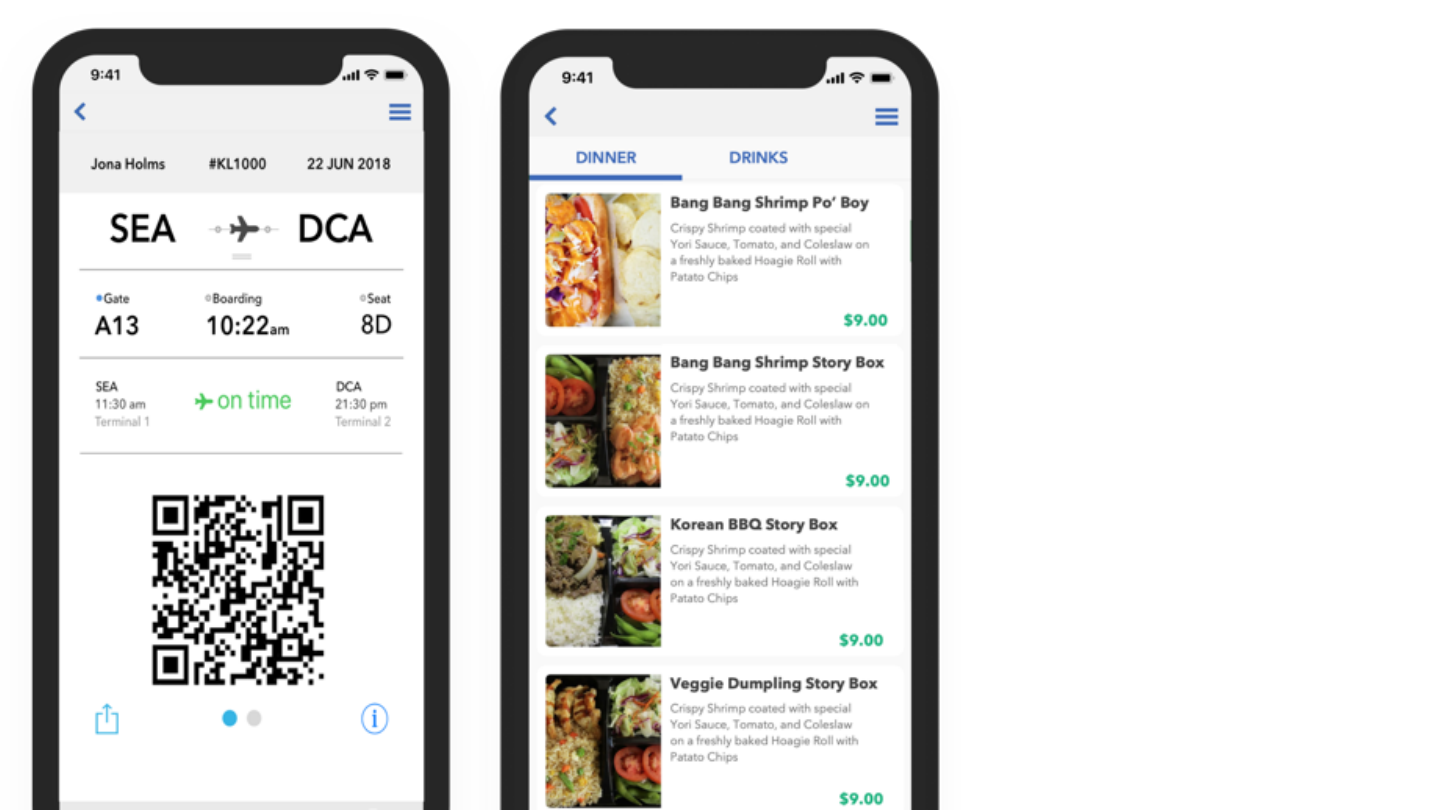 9:41
Jona Holms #KL1000 22 JUN 2018
SEA DCA
Gate Boarding Seat
A13 10:22am 8D
SEA on time DCA
11:30 am 21:30 pm
Terminal 1 Terminal 2
i
9:41
DINNER DRINKS
Bang Bang Shrimp Po’ Boy
Crispy Shrimp coated with special
Yori Sauce, Tomato, and Coleslaw on
a freshly baked Hoagie Roll with
Patato Chips
$9.00
Bang Bang Shrimp Story Box
Crispy Shrimp coated with special
Yori Sauce, Tomato, and Coleslaw on
a freshly baked Hoagie Roll with
Patato Chips
$9.00
Korean BBQ Story Box
Crispy Shrimp coated with special
Yori Sauce, Tomato, and Coleslaw
on a freshly baked Hoagie Roll with
Patato Chips
$9.00
Veggie Dumpling Story Box
Crispy Shrimp coated with special
Yori Sauce, Tomato, and Coleslaw
on a freshly baked Hoagie Roll with
Patato Chips
$9.00